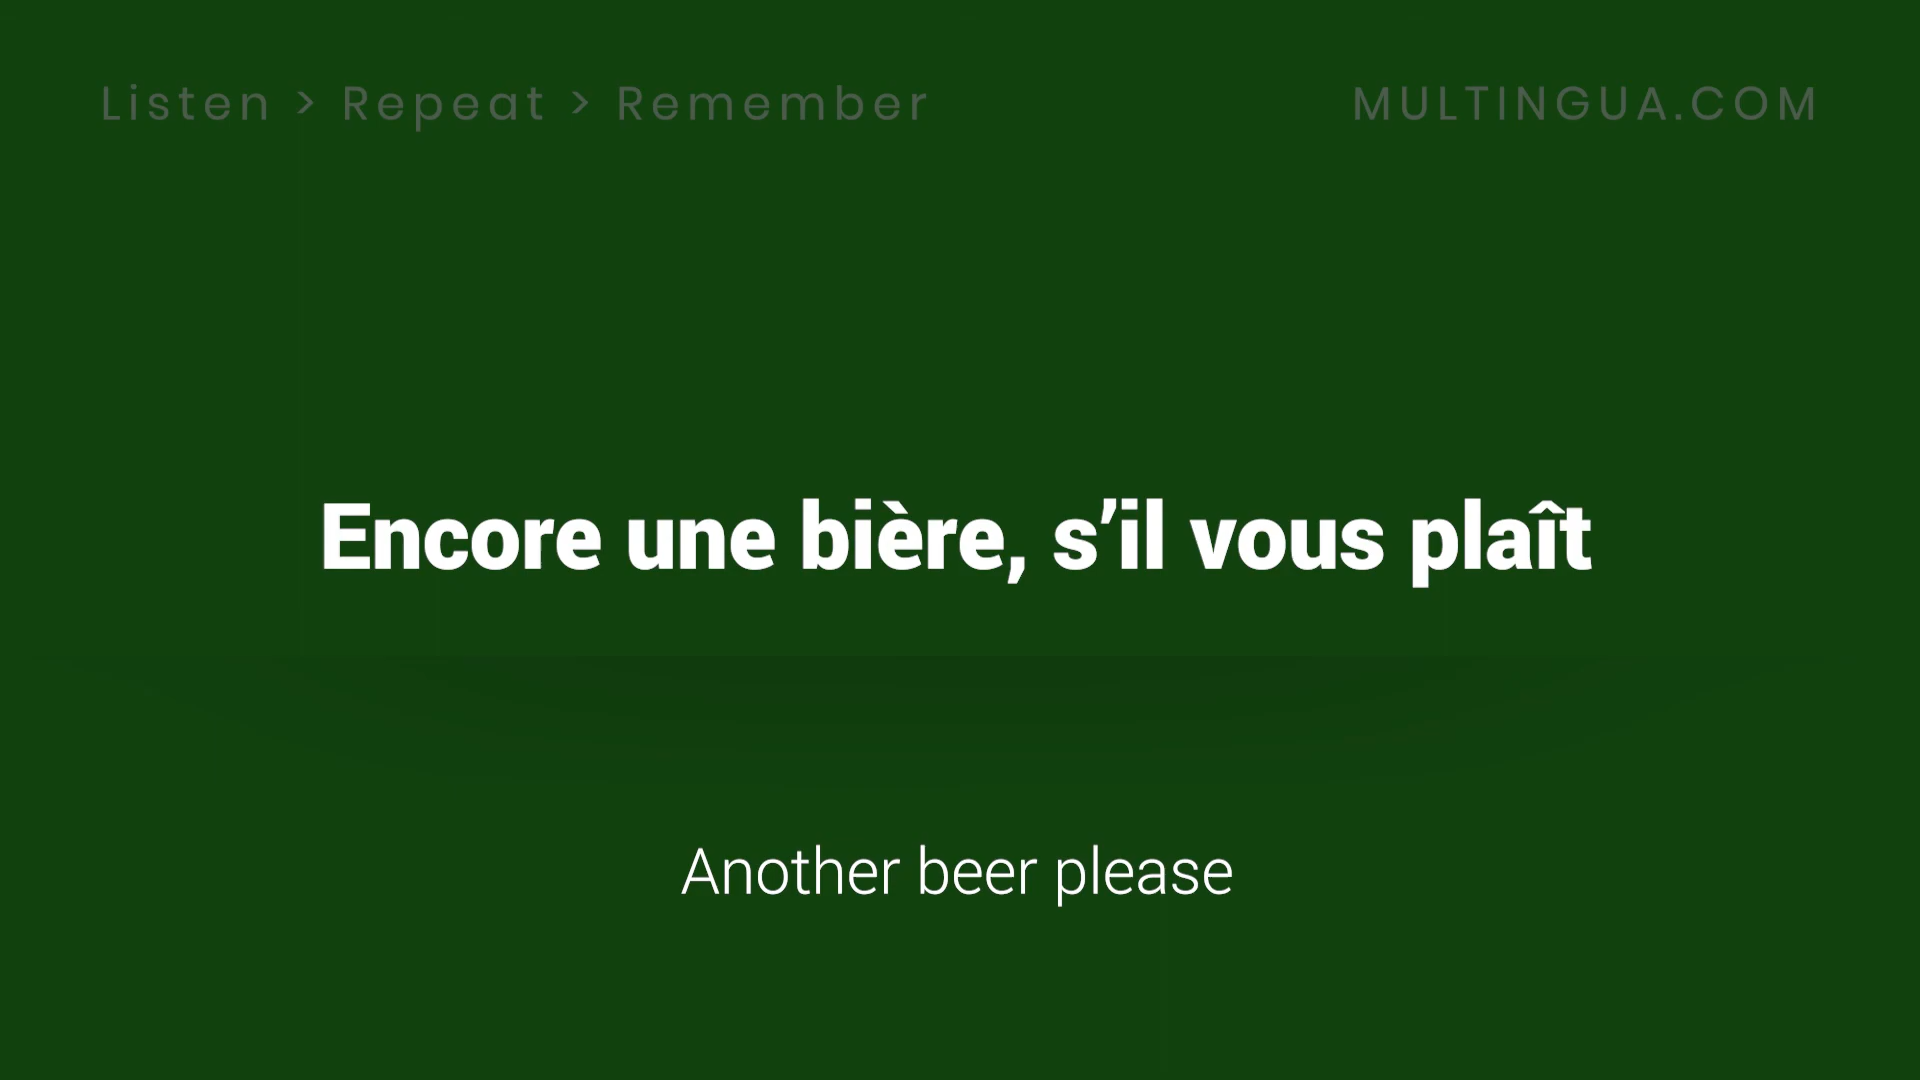 Listen > Repeat > Remember
MULTINGUA.COM
Encore une bière, s’il vous plaît
Another beer please